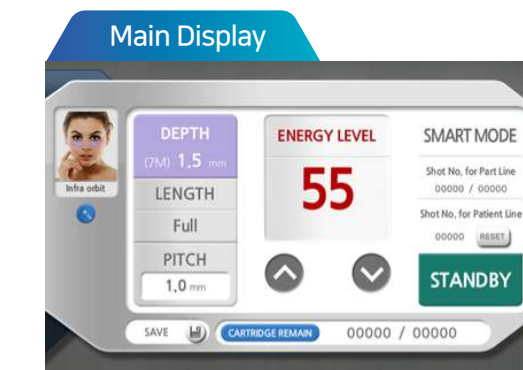 Main Display
Infra orbit
DEPTH
(7M) 1.5 mm
LENGTH
Full
PITCH
1.0 mm
ENERGY LEVEL
55
SMART MODE
Shot No, for Part Line
00000 / 00000
Shot No, for Patient Line
00000 RESET
STANDBY
SAVE
CARTRIDGE REMAIN 00000 / 00000